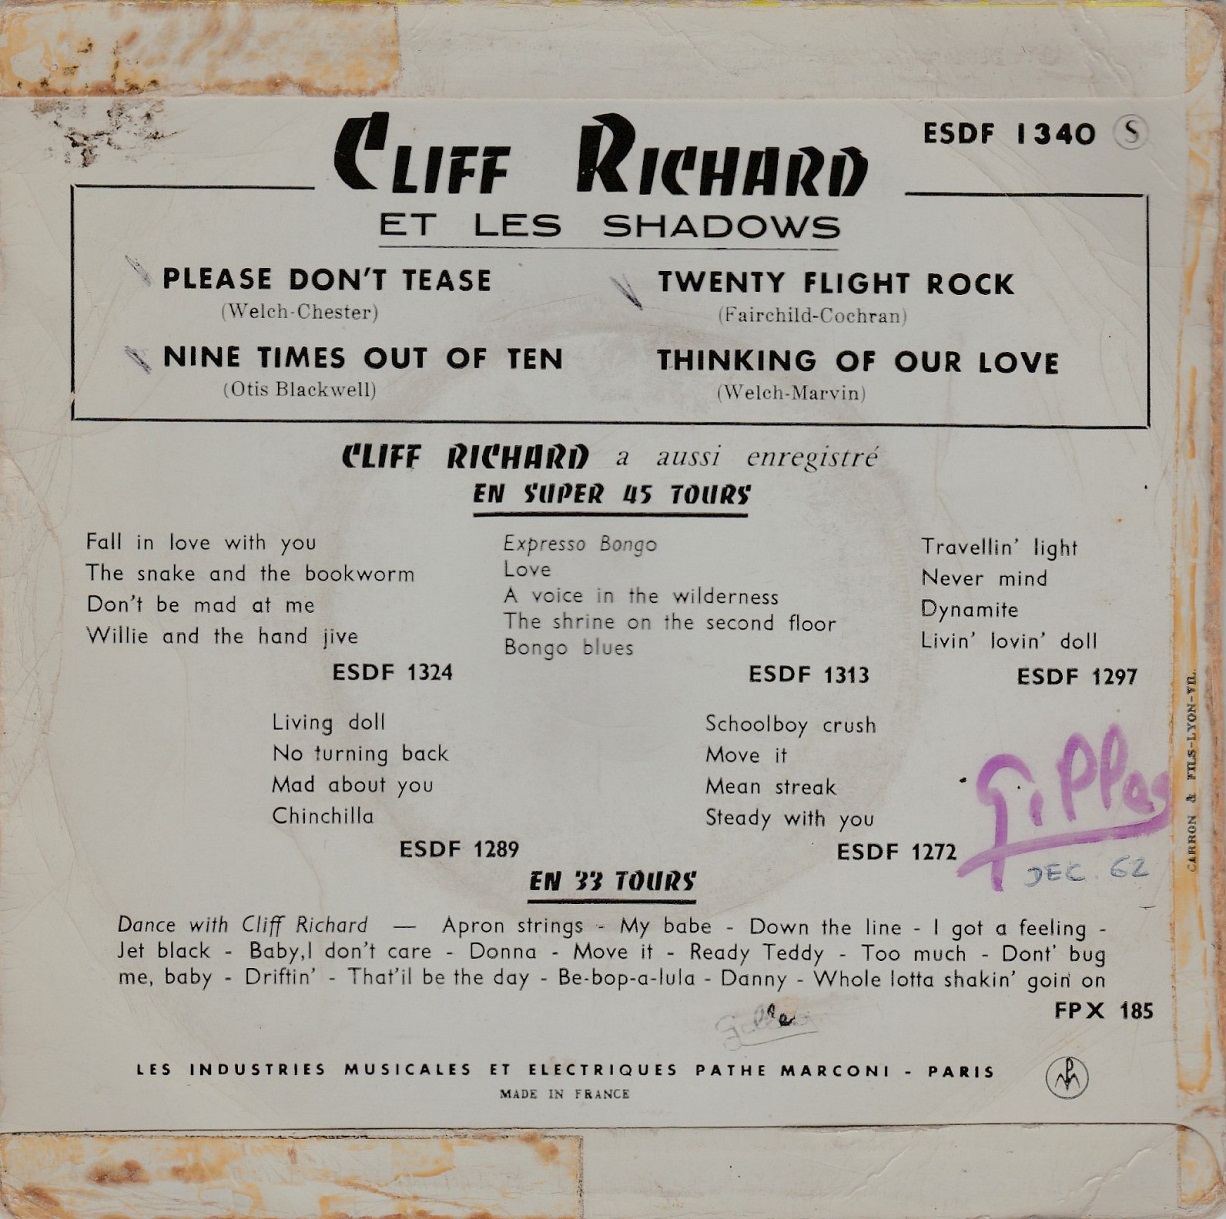 CLIFF RICHARD
ESDF 1340 S
ET LES SHADOWS
PLEASE DON'T TEASE
(Welch-Chester)
NINE TIMES OUT OF TEN
(Otis Blackwell)
TWENTY FLIGHT ROCK
(Fairchild-Cochran)
THINKING OF OUR LOVE
(Welch-Marvin)
CLIFF RICHARD a aussi enregistré
EN SUPER 45 TOURS
Fall in love with you
The snake and the bookworm
Don't be mad at me
Willie and the hand jive
ESDF 1324
Expresso Bongo
Love
A voice in the wilderness
The shrine on the second floor
Bongo blues
ESDF 1313
Travellin' light
Never mind
Dynamite
Livin' lovin' doll
ESDF 1297
Living doll
No turning back
Mad about you
Chinchilla
ESDF 1289
Schoolboy crush
Move it
Mean streak
Steady with you
ESDF 1272
Gilles
DEC. 62
CARRON & FILS-LYON-VII.
EN 33 TOURS
Dance with Cliff Richard — Apron strings - My babe - Down the line - I got a feeling -
Jet black - Baby,I don't care - Donna - Move it - Ready Teddy - Too much - Dont' bug
me, baby - Driftin' - That'il be the day - Be-bop-a-lula - Danny - Whole lotta shakin' goin' on
FPX 185
LES INDUSTRIES MUSICALES ET ELECTRIQUES PATHE MARCONI - PARIS
MADE IN FRANCE